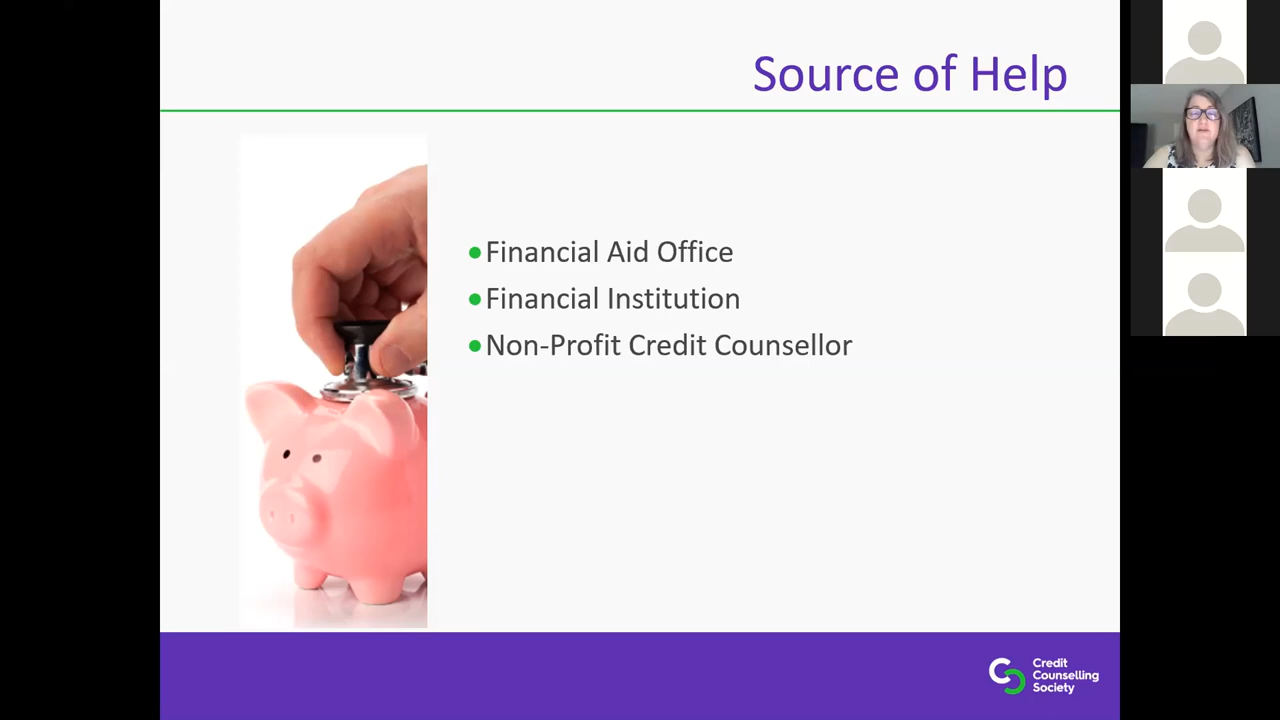 Source of Help
Financial Aid Office
Financial Institution
Non-Profit Credit Counsellor
Credit
Counselling
Society